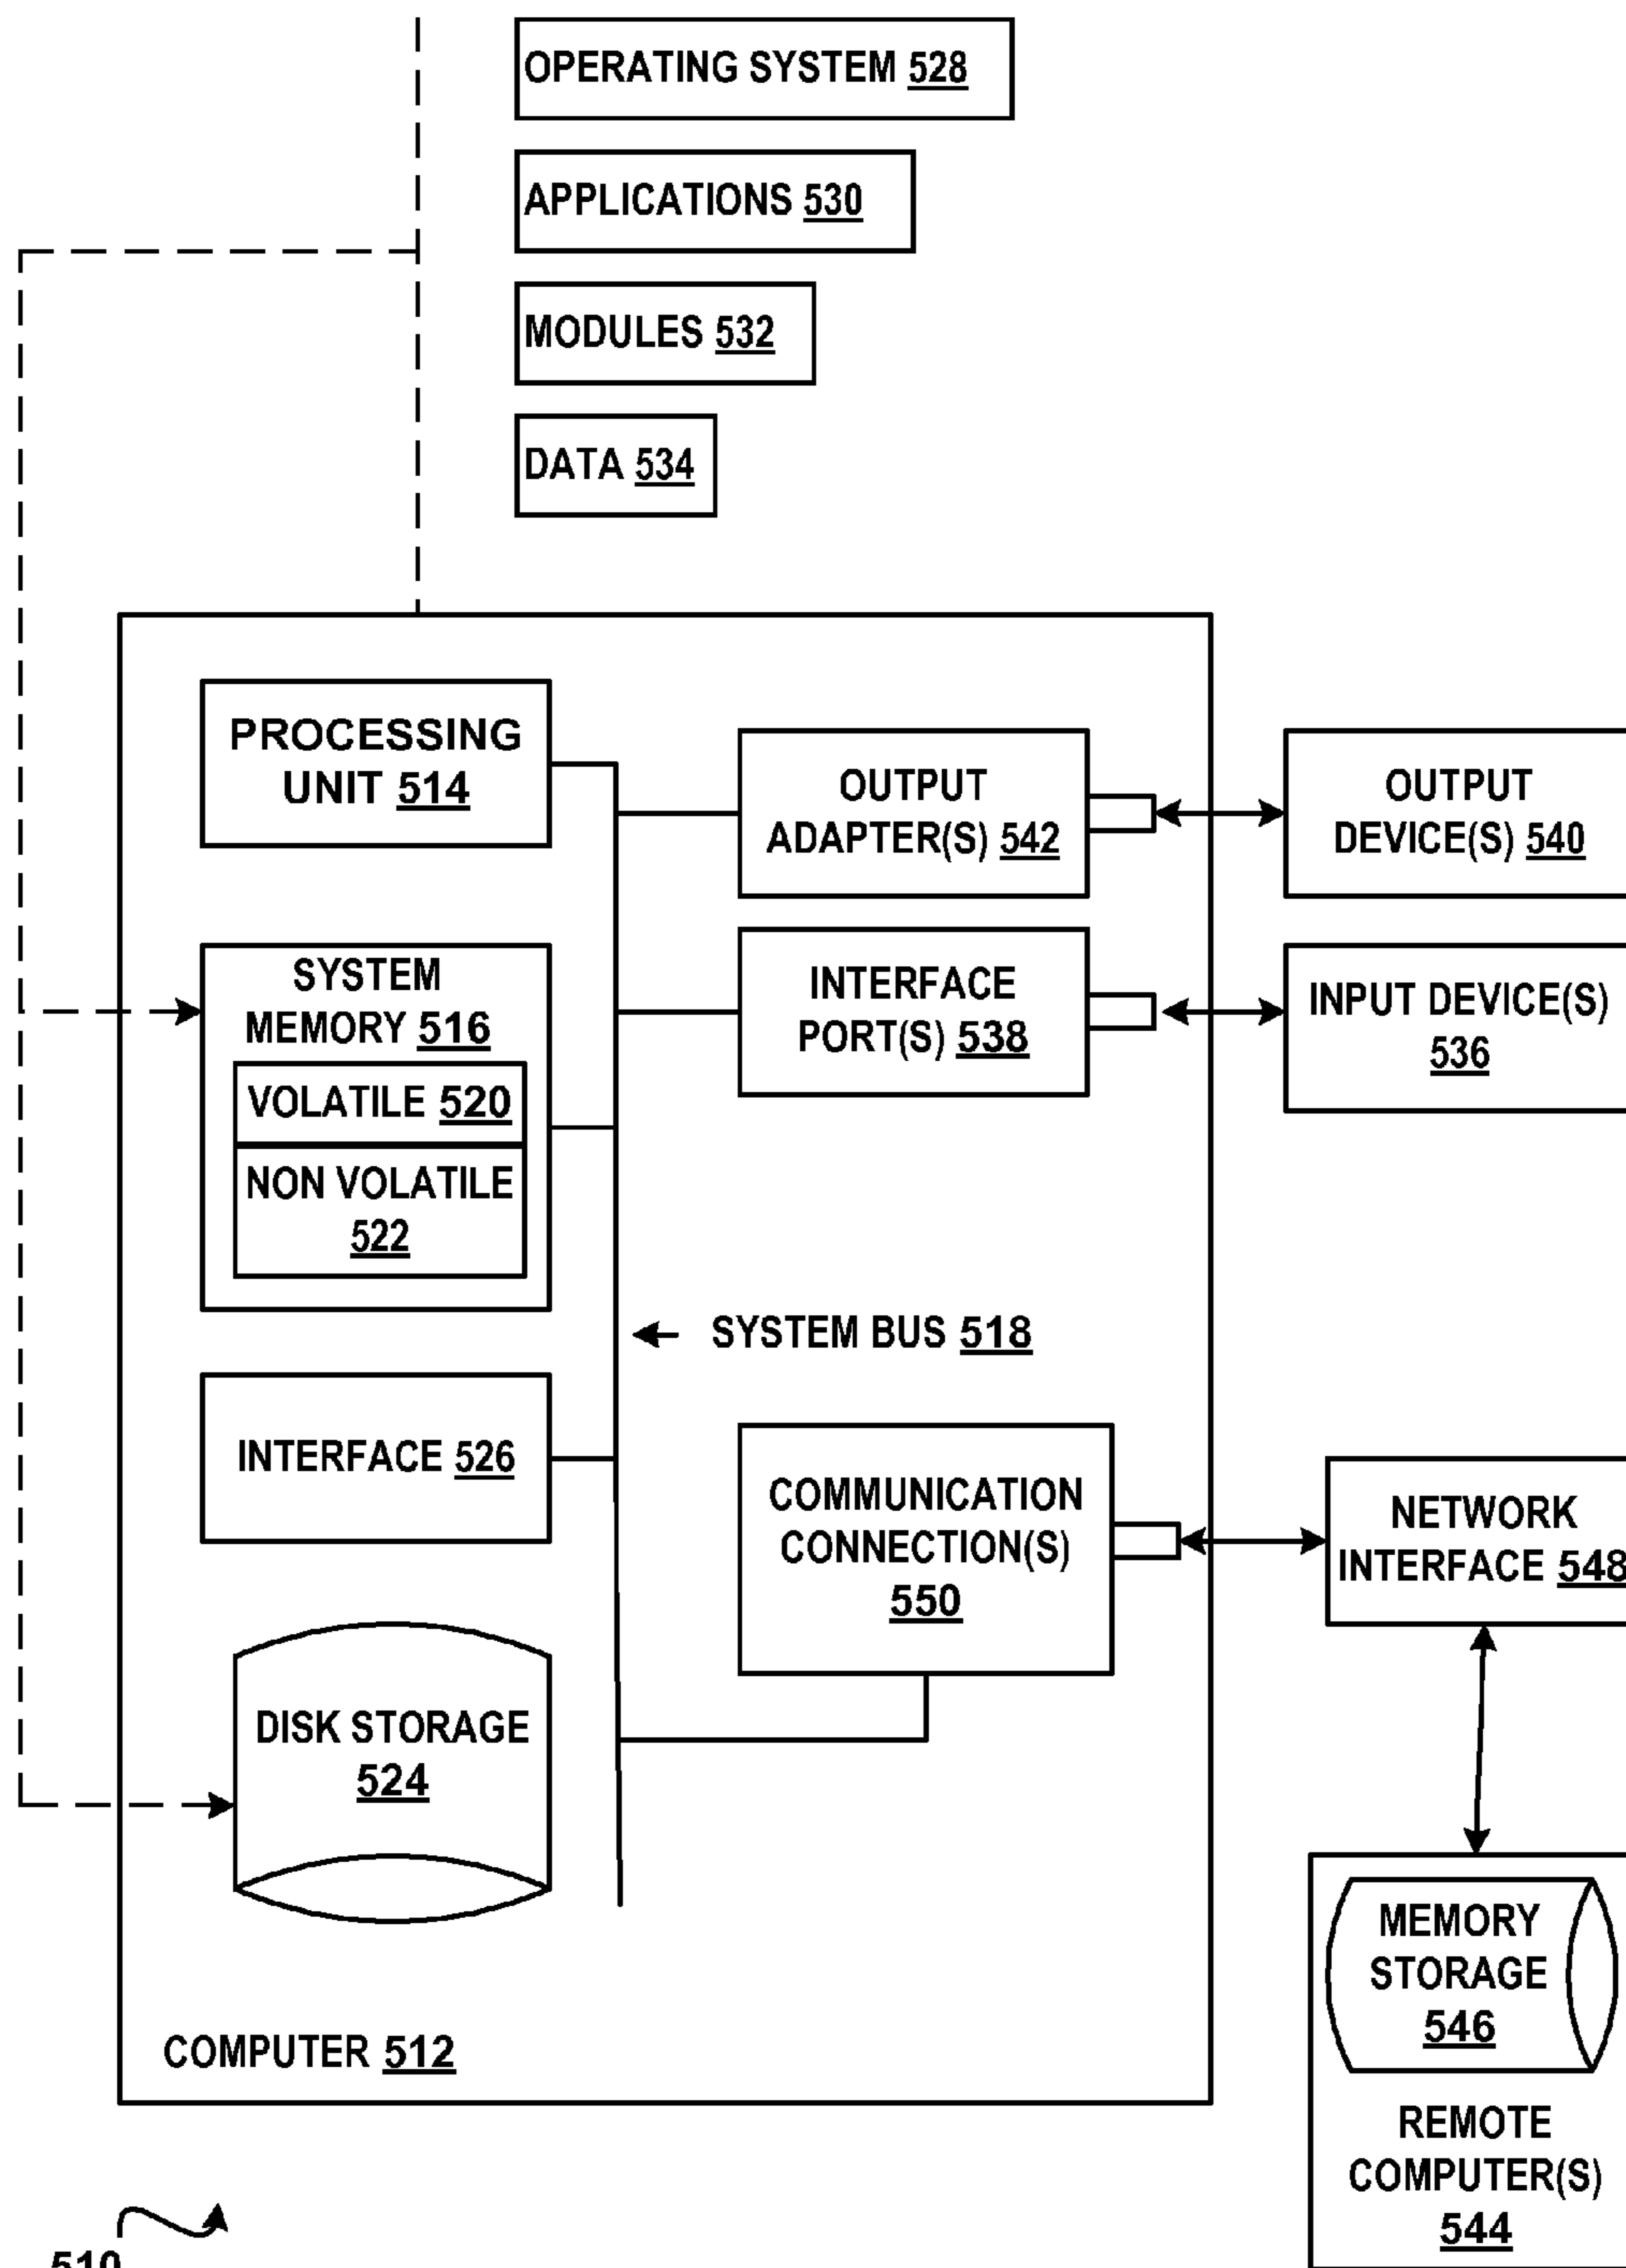 OPERATING SYSTEM 528
APPLICATIONS 530
MODULES 532
DATA 534
PROCESSING
UNIT 514
OUTPUT
ADAPTER(S) 542
OUTPUT
DEVICE(S) 540
SYSTEM
MEMORY 516
VOLATILE 520
NON VOLATILE
522
INTERFACE
PORT(S) 538
INPUT DEVICE(S)
536
SYSTEM BUS 518
INTERFACE 526
COMMUNICATION
CONNECTION(S)
550
NETWORK
INTERFACE 548
DISK STORAGE
524
MEMORY
STORAGE
546
REMOTE
COMPUTER(S)
544
COMPUTER 512
510